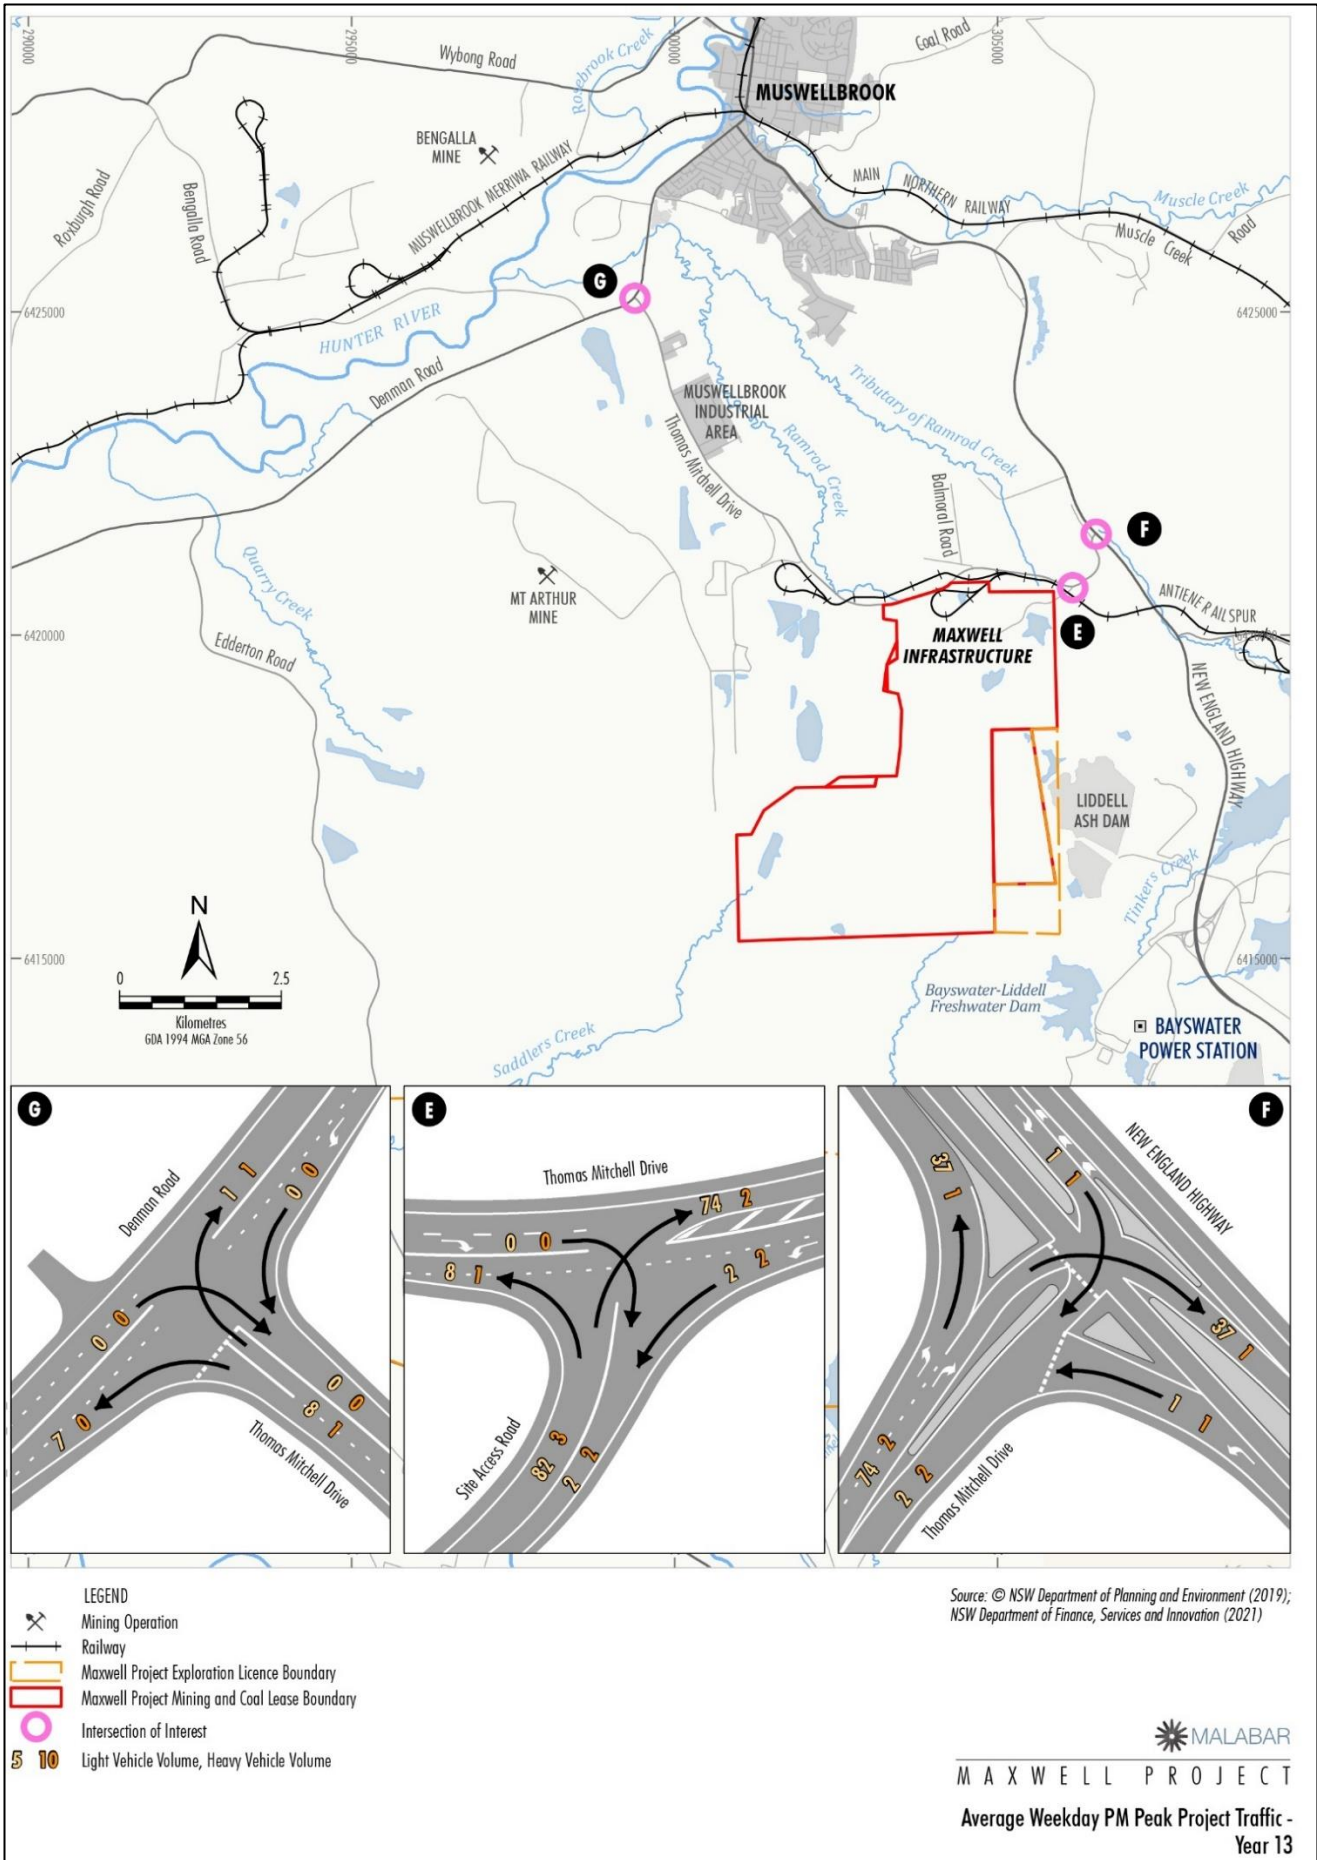 290000
295000
300000
305000
Wybong Road
Rosebrook Creek
Coal Road
MUSWELLBROOK
BENGALLA
MINE
MUSWELLBROOK MERRIWA RAILWAY
MAIN NORTHERN RAILWAY
Muscle Creek
Muscle Creek Road
Roxburgh Road
Bengalla Road
G
6425000
6425000
HUNTER RIVER
Denman Road
MUSWELLBROOK
INDUSTRIAL
AREA
Thomas Mitchell Drive
Ramrod Creek
Tributary of Ramrod Creek
Balmoral Road
F
Quarry Creek
MT ARTHUR
MINE
ANTIENE RAIL SPUR
E
6420000
MAXWELL
INFRASTRUCTURE
Edderton Road
NEW ENGLAND HIGHWAY
LIDDELL
ASH DAM
Tinkers Creek
N
0 2.5
Kilometres
GDA 1994 MGA Zone 56
6415000
6415000
Bayswater-Liddell
Freshwater Dam
BAYSWATER
POWER STATION
Saddlers Creek
G
Denman Road
1 1
0 0
0 0
7 0
0 0
8 1
Thomas Mitchell Drive
E
Thomas Mitchell Drive
74 2
0 0
8 1
2 2
Site Access Road
82 3
2 2
F
NEW ENGLAND HIGHWAY
37 1
1 1
37 1
1 1
74 2
2 2
Thomas Mitchell Drive
LEGEND
Mining Operation
Railway
Maxwell Project Exploration Licence Boundary
Maxwell Project Mining and Coal Lease Boundary
Intersection of Interest
5 10 Light Vehicle Volume, Heavy Vehicle Volume
Source: © NSW Department of Planning and Environment (2019);
NSW Department of Finance, Services and Innovation (2021)
MALABAR
MAXWELL PROJECT
Average Weekday PM Peak Project Traffic -
Year 13